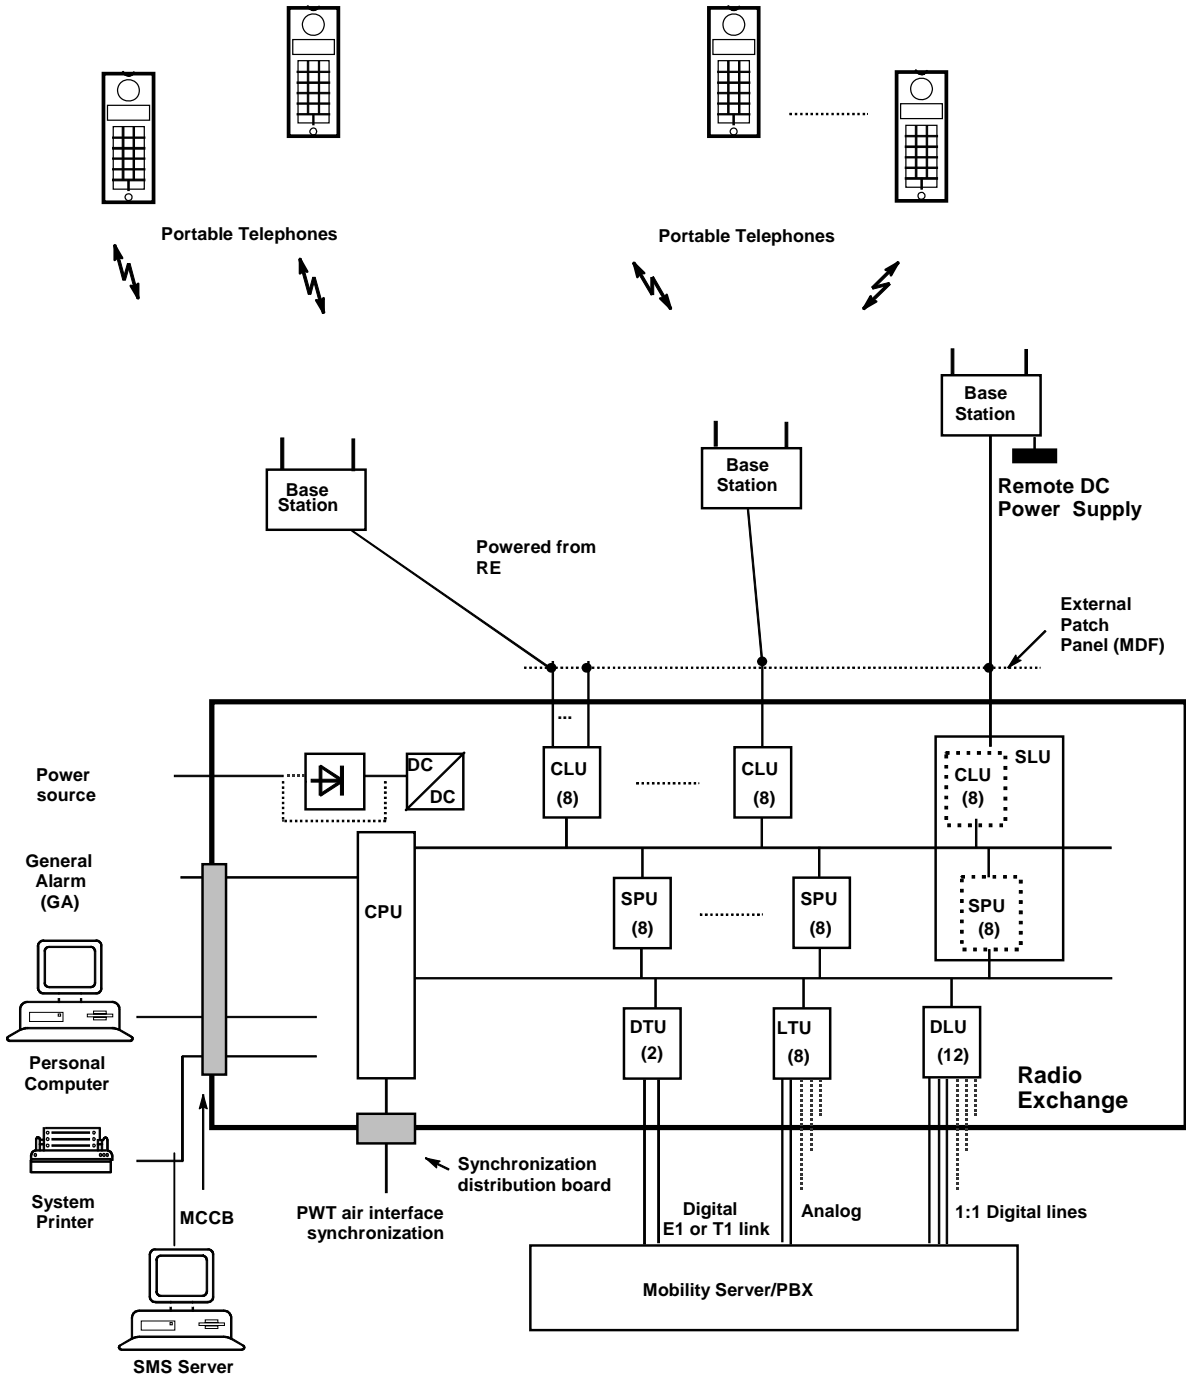 Portable Telephones
Portable Telephones
Base
Station
Base
Station
Base
Station
Remote DC
Power Supply
Powered from
RE
External
Patch
Panel (MDF)
...
Power
source
DC
DC
CLU
(8)
CLU
(8)
CLU
(8)
SLU
General
Alarm
(GA)
CPU
SPU
(8)
SPU
(8)
SPU
(8)
DTU
(2)
LTU
(8)
DLU
(12)
Personal
Computer
Radio
Exchange
System
Printer
MCCB
Synchronization
distribution board
PWT air interface
synchronization
Digital
E1 or T1 link
Analog
1:1 Digital lines
Mobility Server/PBX
SMS Server